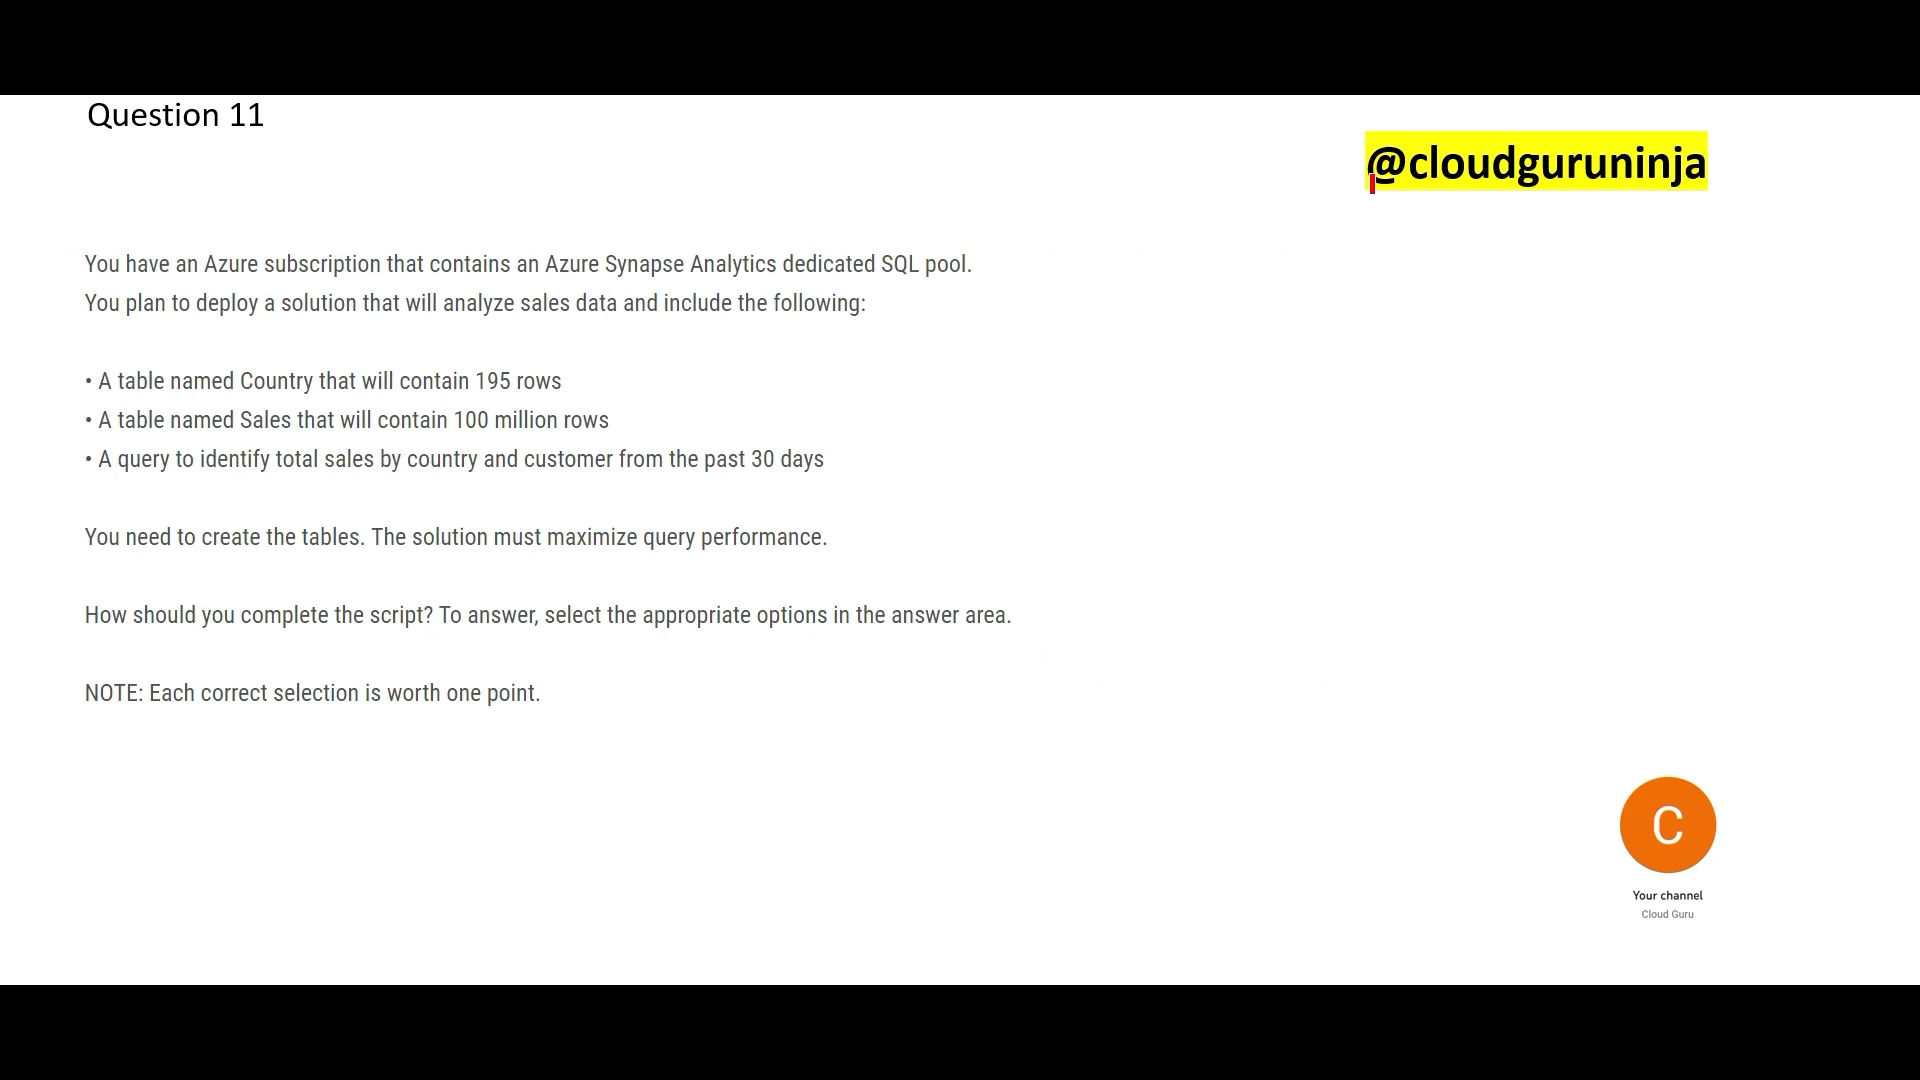 Question 11
@cloudguruninja
You have an Azure subscription that contains an Azure Synapse Analytics dedicated SQL pool.
You plan to deploy a solution that will analyze sales data and include the following:
• A table named Country that will contain 195 rows
• A table named Sales that will contain 100 million rows
• A query to identify total sales by country and customer from the past 30 days
You need to create the tables. The solution must maximize query performance.
How should you complete the script? To answer, select the appropriate options in the answer area.
NOTE: Each correct selection is worth one point.
C
Your channel
Cloud Guru